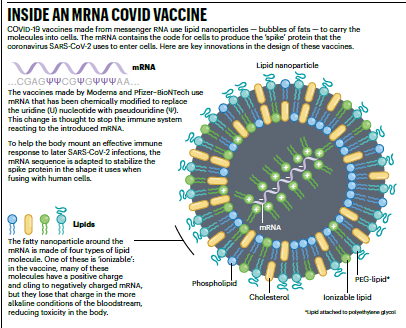 INSIDE AN MRNA COVID VACCINE
COVID-19 vaccines made from messenger RNA use lipid nanoparticles — bubbles of fats — to carry the
molecules into cells. The mRNA contains the code for cells to produce the ‘spike’ protein that the
coronavirus SARS-CoV-2 uses to enter cells. Here are key innovations in the design of these vaccines.
mRNA
...CGAGΨΨCGΨGΨΨΨAA...
The vaccines made by Moderna and Pfizer–BioNTech use
mRNA that has been chemically modified to replace
the uridine (U) nucleotide with pseudouridine (Ψ).
This change is thought to stop the immune system
reacting to the introduced mRNA.
To help the body mount an effective immune
response to later SARS-CoV-2 infections, the
mRNA sequence is adapted to stabilize the
spike protein in the shape it uses when
fusing with human cells.
Lipids
The fatty nanoparticle around the
mRNA is made of four types of lipid
molecule. One of these is ‘ionizable’:
in the vaccine, many of these
molecules have a positive charge
and cling to negatively charged mRNA,
but they lose that charge in the more
alkaline conditions of the bloodstream,
reducing toxicity in the body.
Lipid nanoparticle
mRNA
Phospholipid
Cholesterol
Ionizable lipid
PEG-lipid*
*Lipid attached to polyethylene glycol